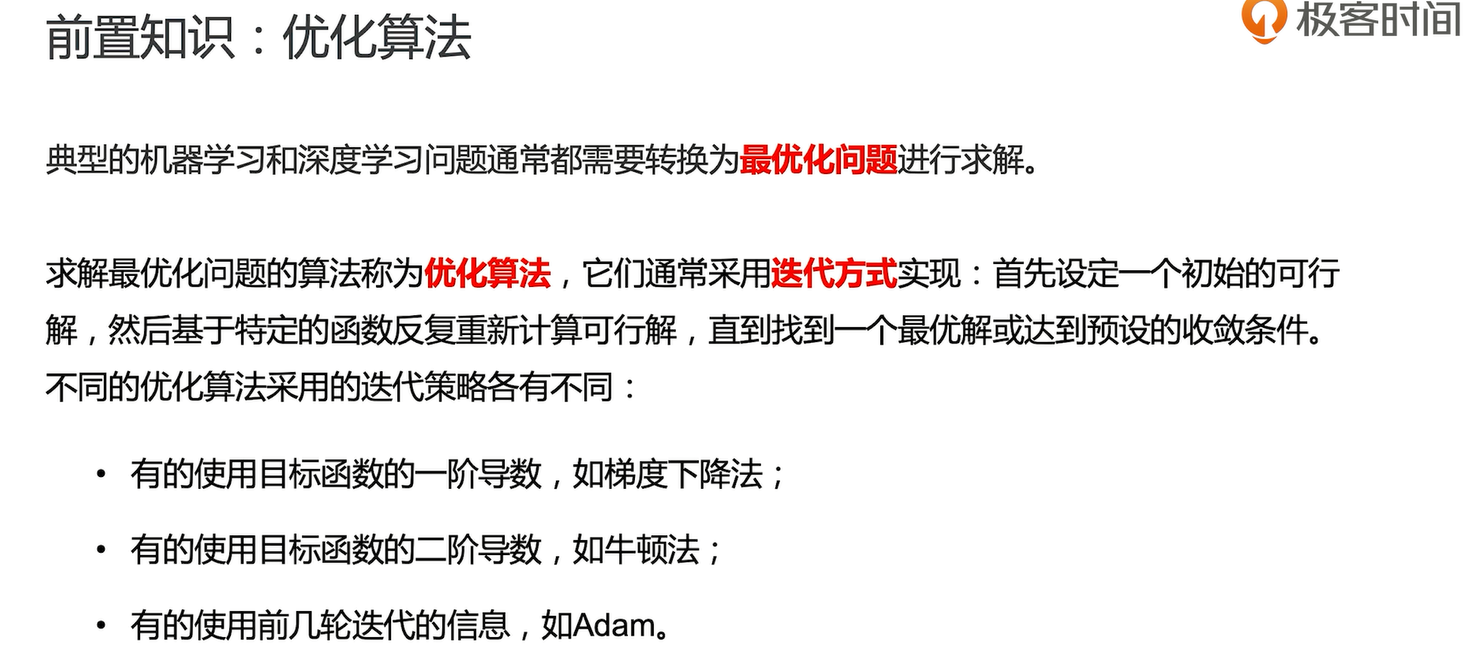 前置知识：优化算法
极客时间
典型的机器学习和深度学习问题通常都需要转换为最优化问题进行求解。
求解最优化问题的算法称为优化算法，它们通常采用迭代方式实现：首先设定一个初始的可行
解，然后基于特定的函数反复重新计算可行解，直到找到一个最优解或达到预设的收敛条件。
不同的优化算法采用的迭代策略各有不同：
• 有的使用目标函数的一阶导数，如梯度下降法；
• 有的使用目标函数的二阶导数，如牛顿法；
• 有的使用前几轮迭代的信息，如Adam。